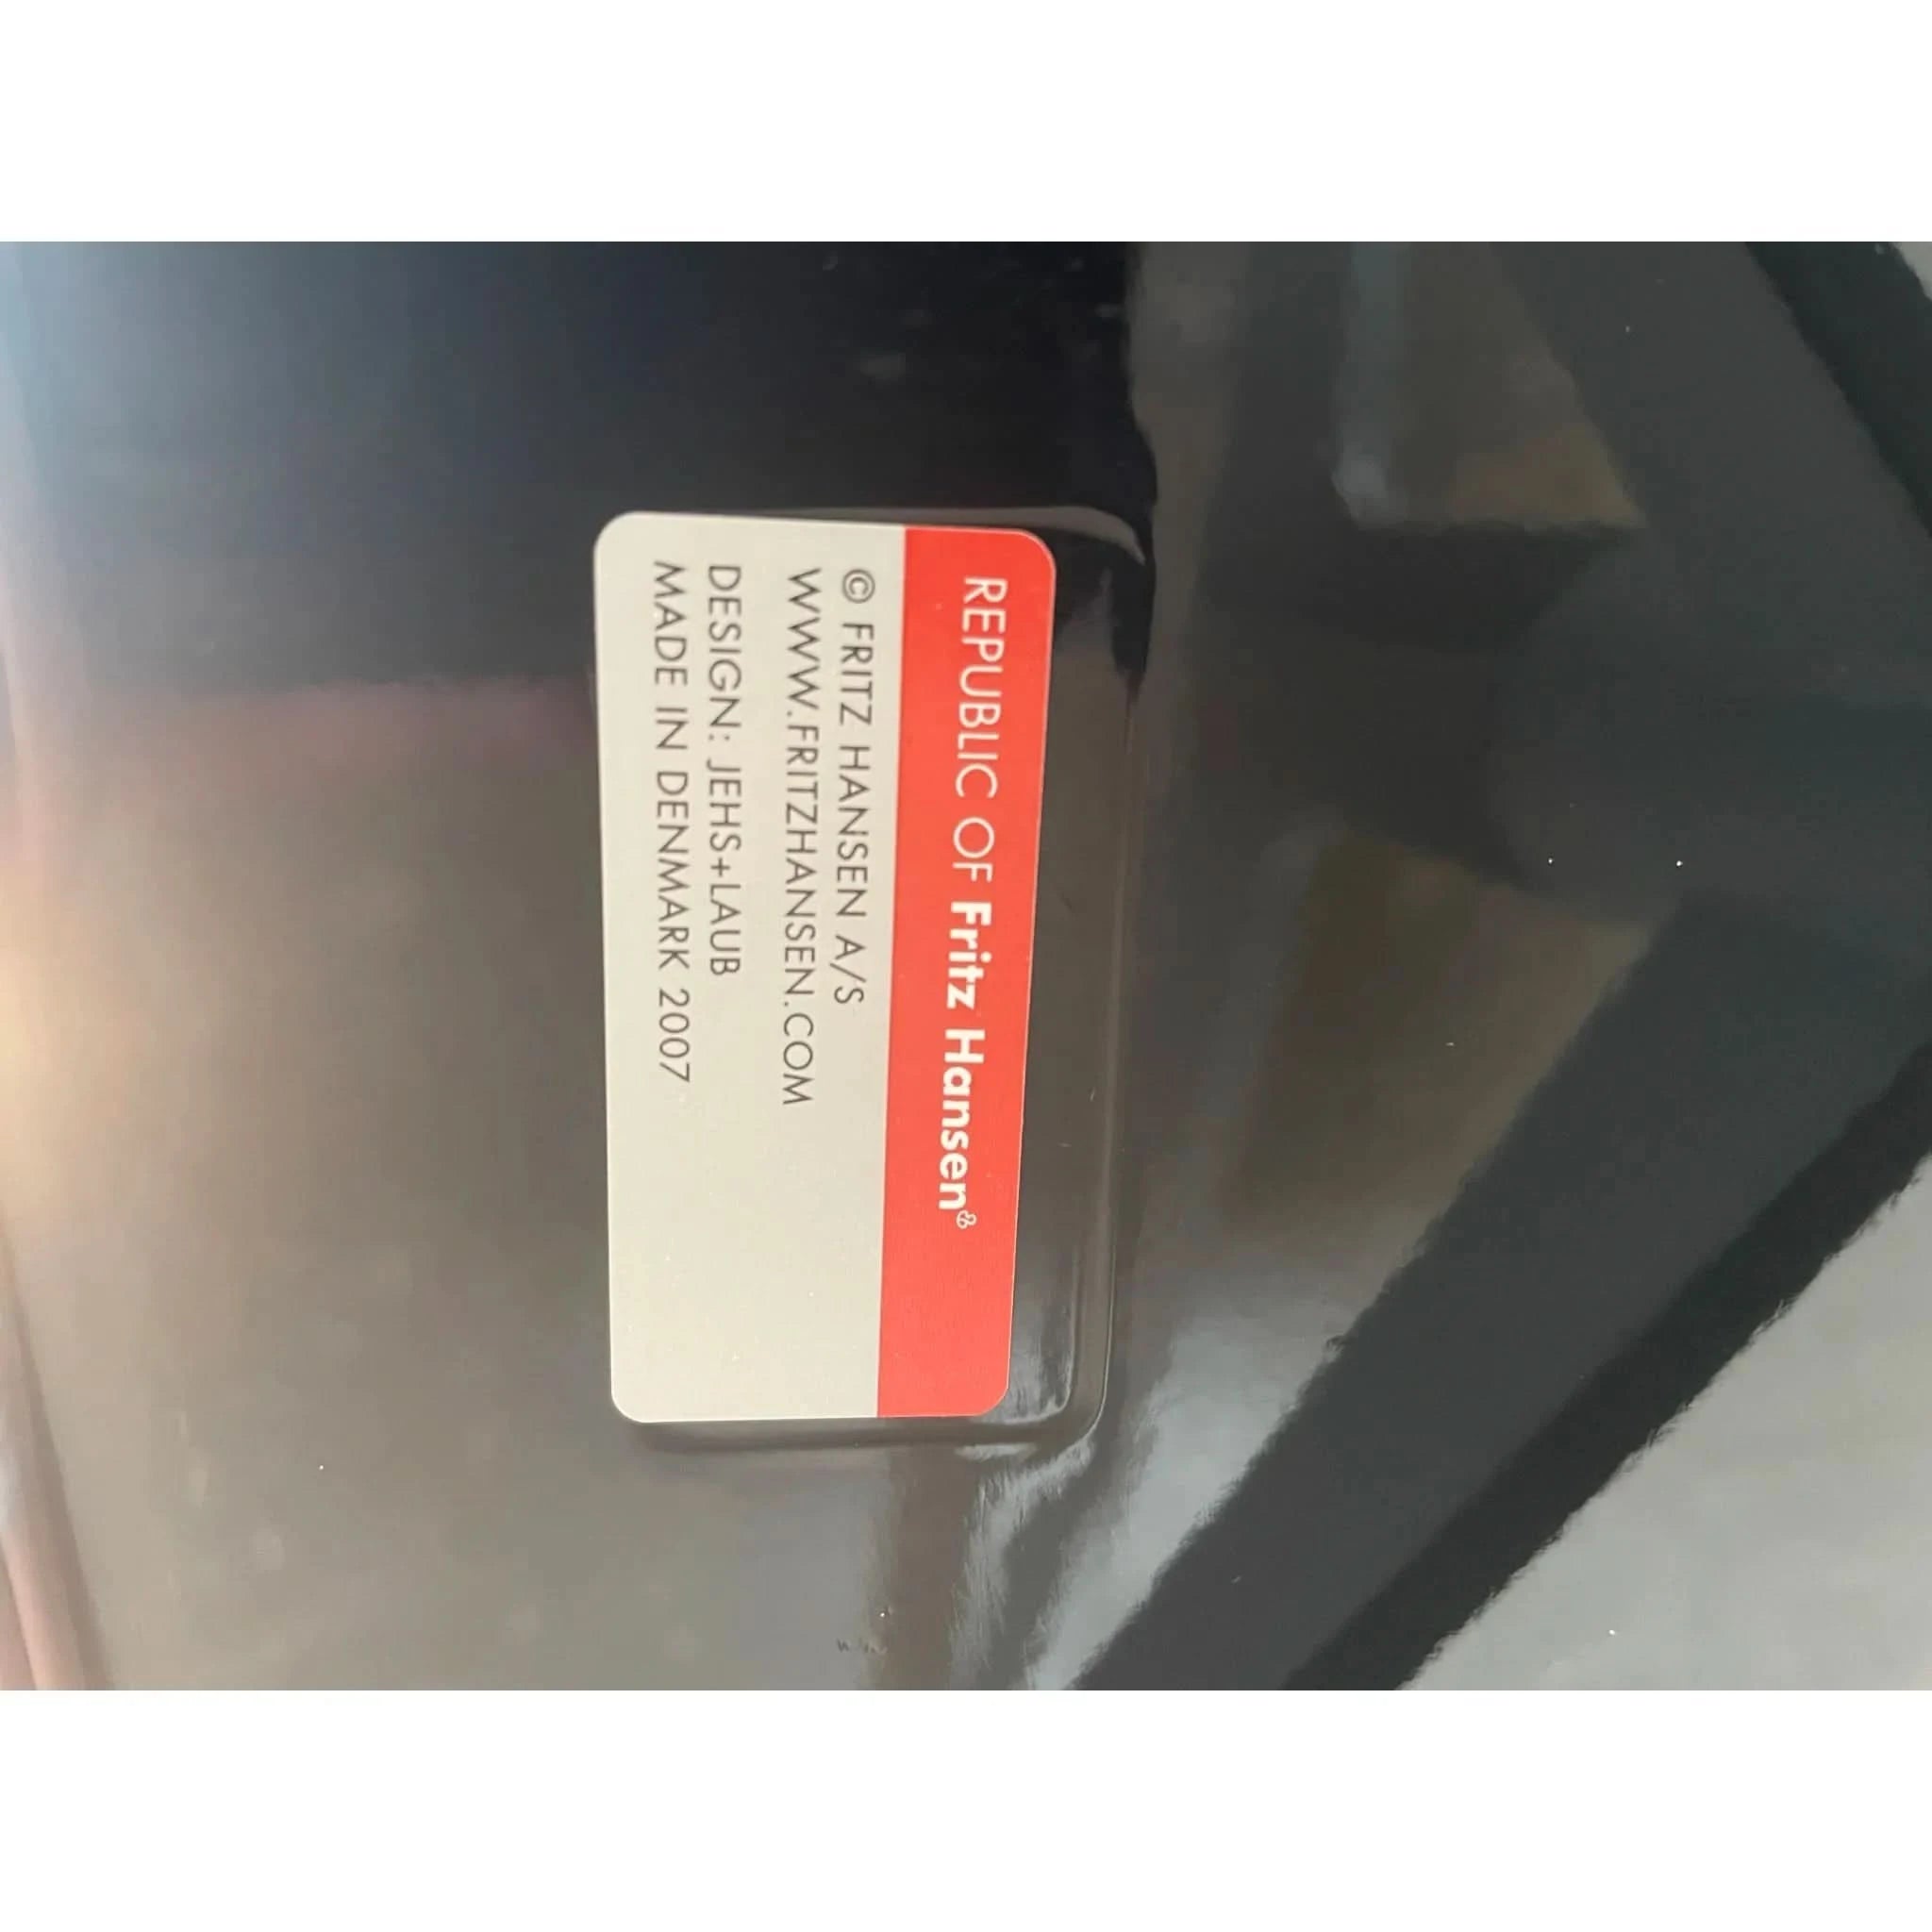 REPUBLIC OF Fritz Hansen
© FRITZ HANSEN A/S
WWW.FRITZHANSEN.COM
DESIGN: JEHS+LAUB
MADE IN DENMARK 2007